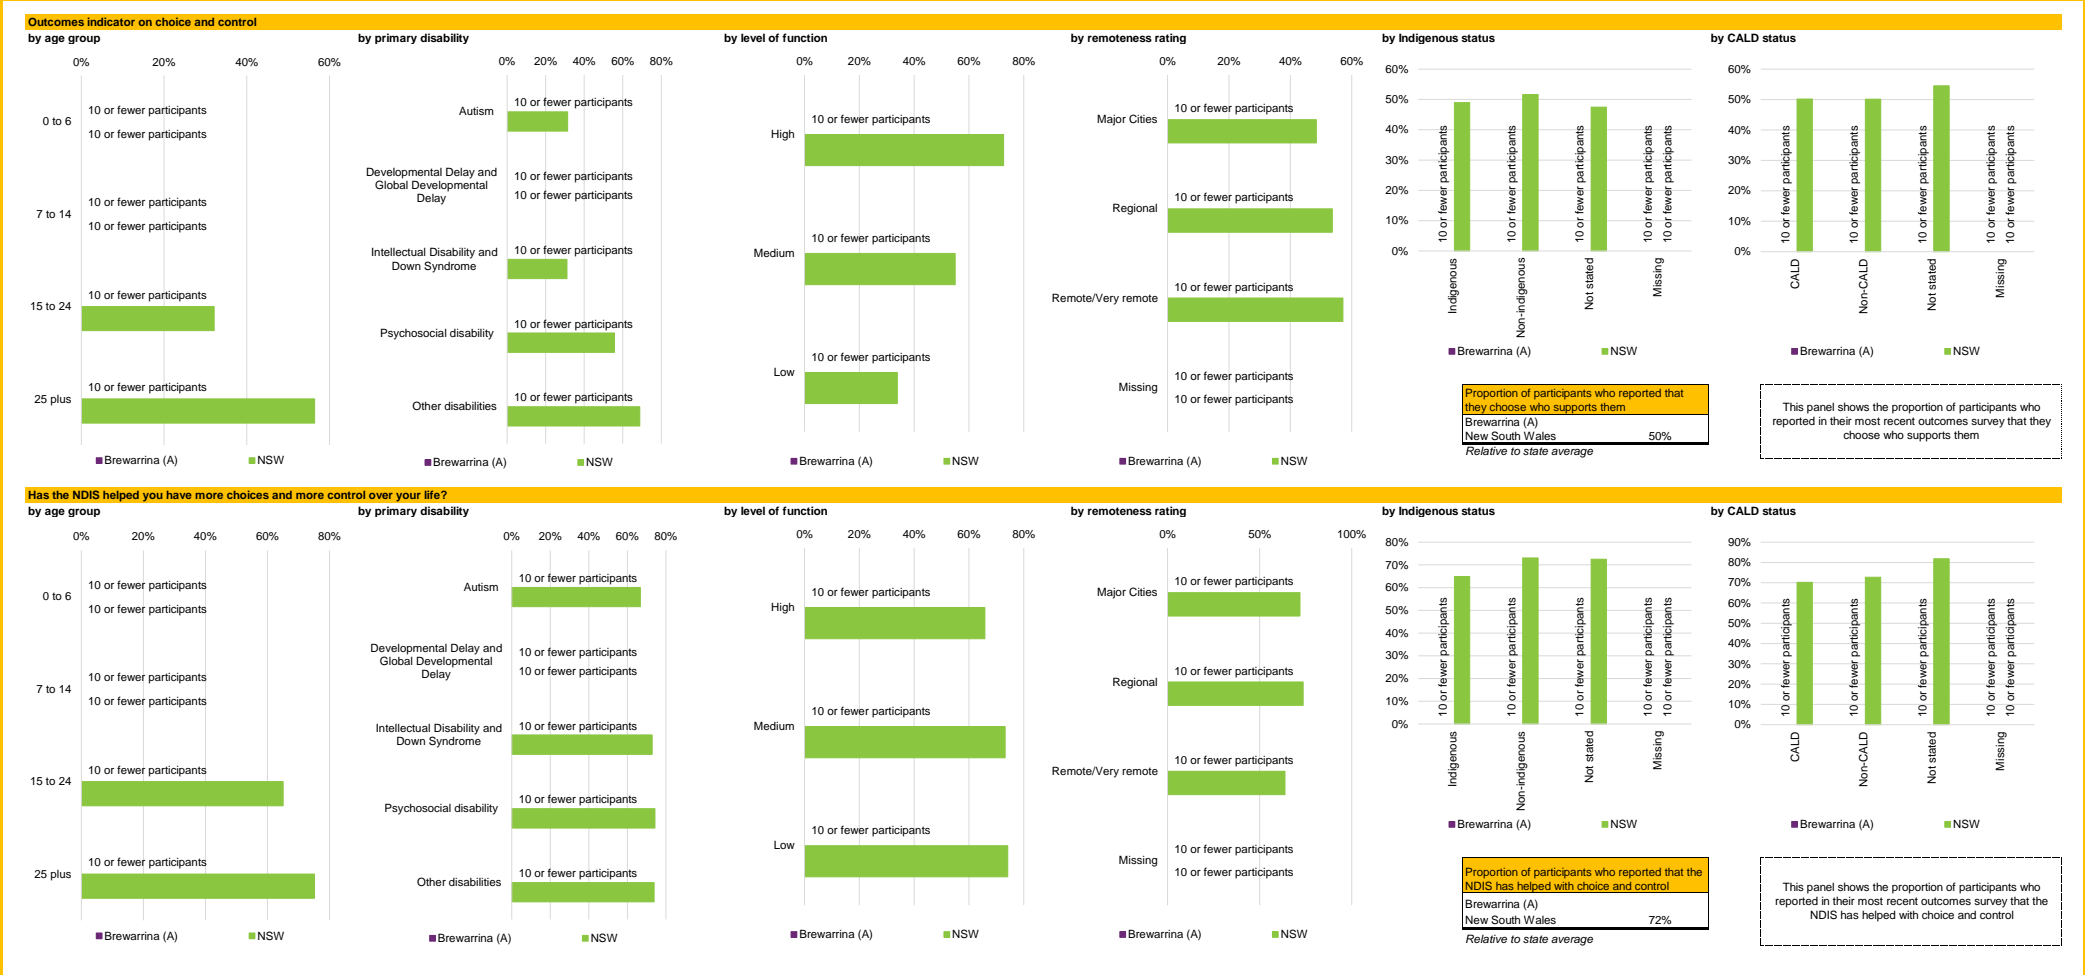 Outcomes indicator on choice and control
by age group
0%
20%
40%
60%
0 to 6
10 or fewer participants
10 or fewer participants
7 to 14
10 or fewer participants
10 or fewer participants
15 to 24
10 or fewer participants
25 plus
10 or fewer participants
Brewarrina (A)
NSW
by primary disability
0%
20%
40%
60%
80%
Autism
10 or fewer participants
Developmental Delay and
Global Developmental
Delay
10 or fewer participants
10 or fewer participants
Intellectual Disability and
Down Syndrome
10 or fewer participants
Psychosocial disability
10 or fewer participants
Other disabilities
10 or fewer participants
Brewarrina (A)
NSW
by level of function
0%
20%
40%
60%
80%
High
10 or fewer participants
Medium
10 or fewer participants
Low
10 or fewer participants
Brewarrina (A)
NSW
by remoteness rating
0%
20%
40%
60%
Major Cities
10 or fewer participants
Regional
10 or fewer participants
Remote/Very remote
10 or fewer participants
Missing
10 or fewer participants
10 or fewer participants
Brewarrina (A)
NSW
by Indigenous status
60%
50%
40%
30%
20%
10%
0%
10 or fewer participants
10 or fewer participants
10 or fewer participants
10 or fewer participants
10 or fewer participants
Indigenous
Non-indigenous
Not stated
Missing
Brewarrina (A)
NSW
Proportion of participants who reported that
they choose who supports them
Brewarrina (A)
New South Wales 50%
Relative to state average
by CALD status
60%
50%
40%
30%
20%
10%
0%
10 or fewer participants
10 or fewer participants
10 or fewer participants
10 or fewer participants
10 or fewer participants
CALD
Non-CALD
Not stated
Missing
Brewarrina (A)
NSW
This panel shows the proportion of participants who
reported in their most recent outcomes survey that they
choose who supports them
Has the NDIS helped you have more choices and more control over your life?
by age group
0%
20%
40%
60%
80%
0 to 6
10 or fewer participants
10 or fewer participants
7 to 14
10 or fewer participants
10 or fewer participants
15 to 24
10 or fewer participants
25 plus
10 or fewer participants
Brewarrina (A)
NSW
by primary disability
0%
20%
40%
60%
80%
Autism
10 or fewer participants
Developmental Delay and
Global Developmental
Delay
10 or fewer participants
10 or fewer participants
Intellectual Disability and
Down Syndrome
10 or fewer participants
Psychosocial disability
10 or fewer participants
Other disabilities
10 or fewer participants
Brewarrina (A)
NSW
by level of function
0%
20%
40%
60%
80%
High
10 or fewer participants
Medium
10 or fewer participants
Low
10 or fewer participants
Brewarrina (A)
NSW
by remoteness rating
0%
50%
100%
Major Cities
10 or fewer participants
Regional
10 or fewer participants
Remote/Very remote
10 or fewer participants
Missing
10 or fewer participants
10 or fewer participants
Brewarrina (A)
NSW
by Indigenous status
80%
70%
60%
50%
40%
30%
20%
10%
0%
10 or fewer participants
10 or fewer participants
10 or fewer participants
10 or fewer participants
10 or fewer participants
Indigenous
Non-indigenous
Not stated
Missing
Brewarrina (A)
NSW
Proportion of participants who reported that the
NDIS has helped with choice and control
Brewarrina (A)
New South Wales 72%
Relative to state average
by CALD status
90%
80%
70%
60%
50%
40%
30%
20%
10%
0%
10 or fewer participants
10 or fewer participants
10 or fewer participants
10 or fewer participants
10 or fewer participants
CALD
Non-CALD
Not stated
Missing
Brewarrina (A)
NSW
This panel shows the proportion of participants who
reported in their most recent outcomes survey that the
NDIS has helped with choice and control